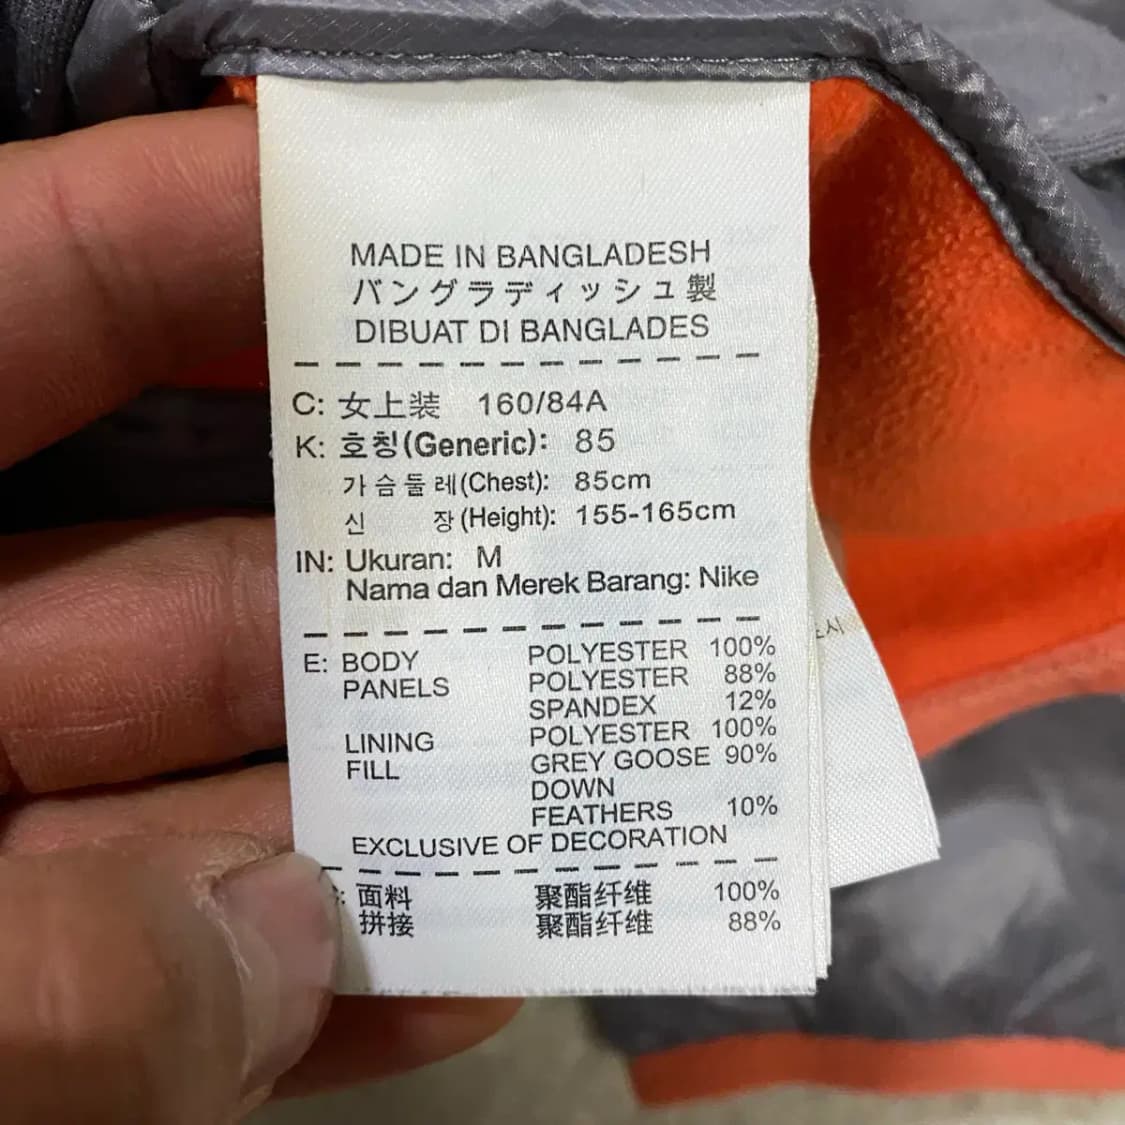 MADE IN BANGLADESH
バングラディッシュ製
DIBUAT DI BANGLADES
C: 女上装 160/84A
K: 호칭(Generic): 85
가슴둘레(Chest): 85cm
신 장(Height): 155-165cm
IN: Ukuran: M
Nama dan Merek Barang: Nike
E: BODY POLYESTER 100%
PANELS POLYESTER 88%
SPANDEX 12%
LINING POLYESTER 100%
FILL GREY GOOSE 90%
DOWN
FEATHERS 10%
EXCLUSIVE OF DECORATION
面料 聚酯纤维 100%
拼接 聚酯纤维 88%